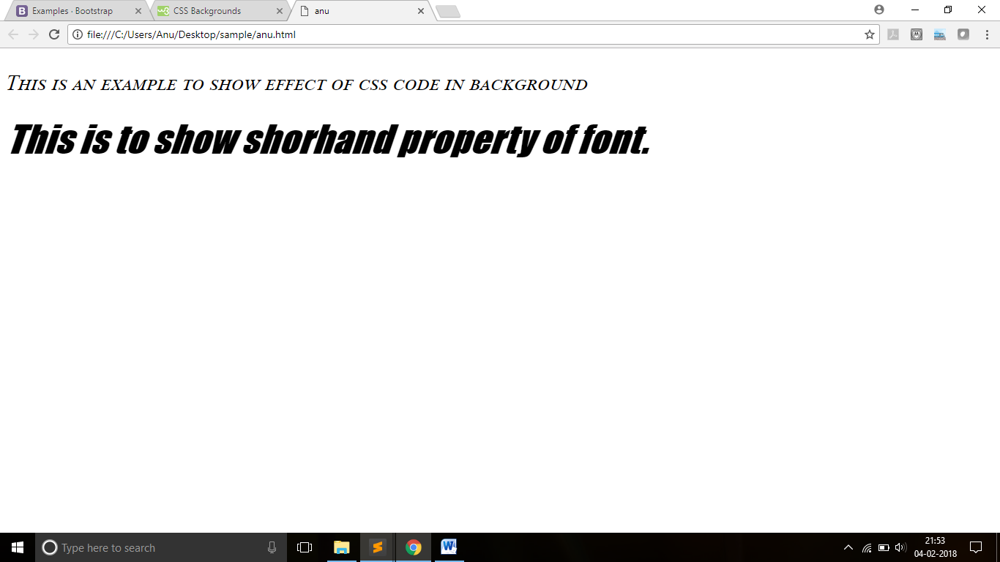 Examples · Bootstrap
CSS Backgrounds
anu
file:///C:/Users/Anu/Desktop/sample/anu.html
This is an example to show effect of css code in background
This is to show shorhand property of font.
Type here to search
21:53
04-02-2018